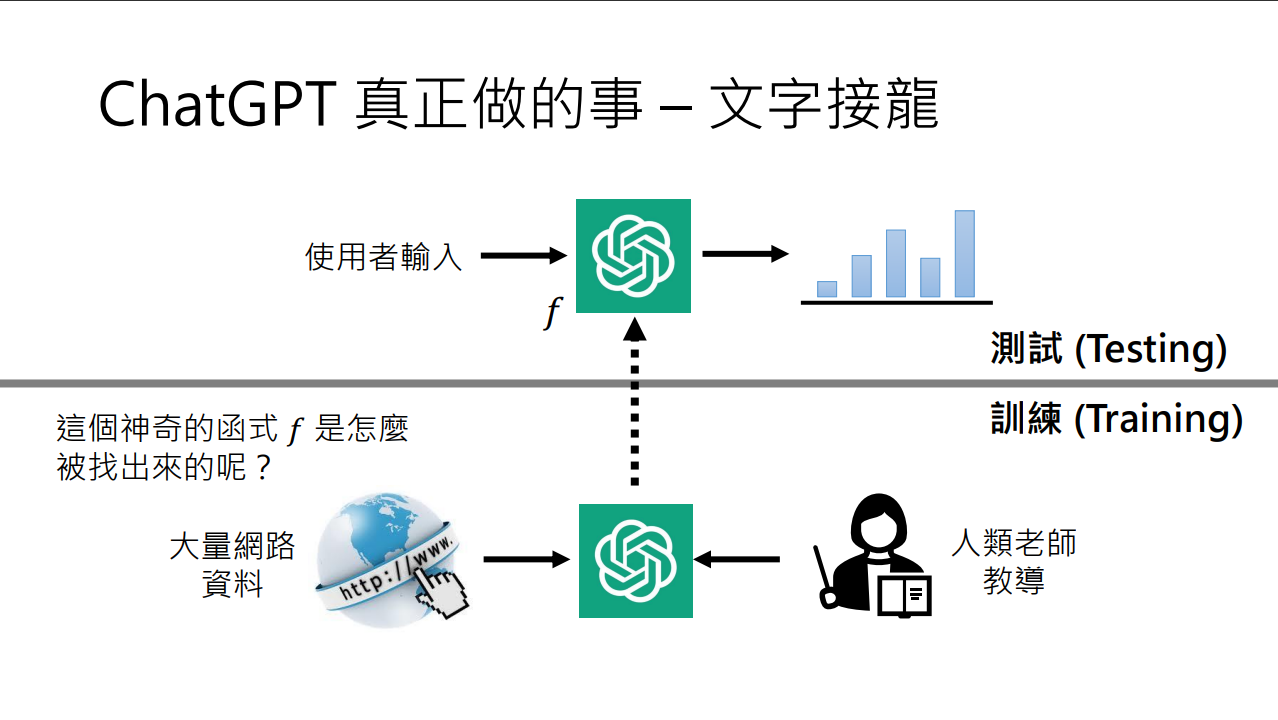 ChatGPT 真正做的事 – 文字接龍
使用者輸入
f
測試 (Testing)
訓練 (Training)
這個神奇的函式 f 是怎麼
被找出來的呢？
大量網路
資料
http://www.
人類老師
教導